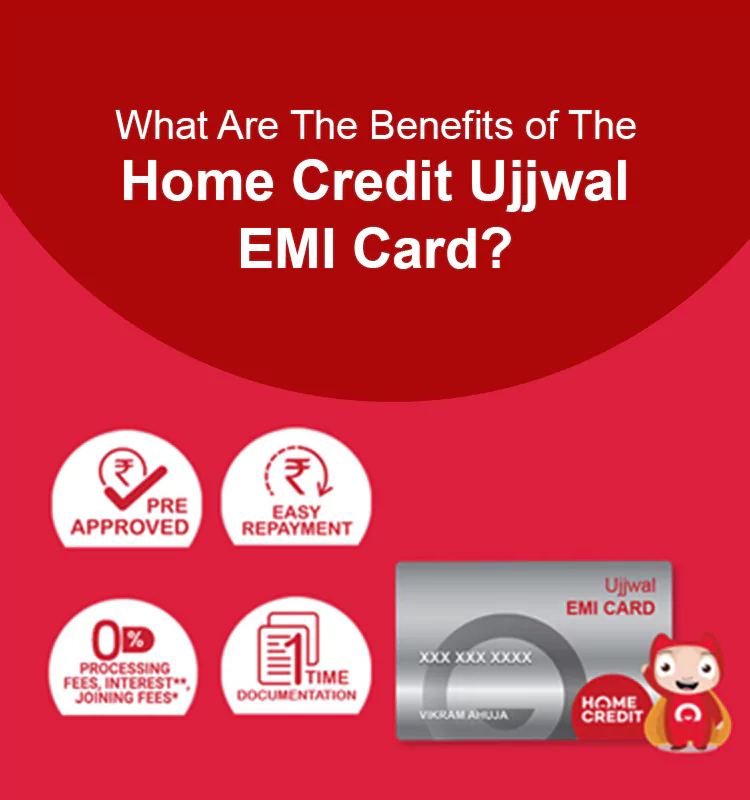 What Are The Benefits of The
Home Credit Ujjwal
EMI Card?
PRE
APPROVED
EASY
REPAYMENT
0%
PROCESSING
FEES, INTEREST**,
JOINING FEES*
1 TIME
DOCUMENTATION
Ujjwal
EMI CARD
XXX XXX XXXX
VIKRAM AHUJA
HOME
CREDIT